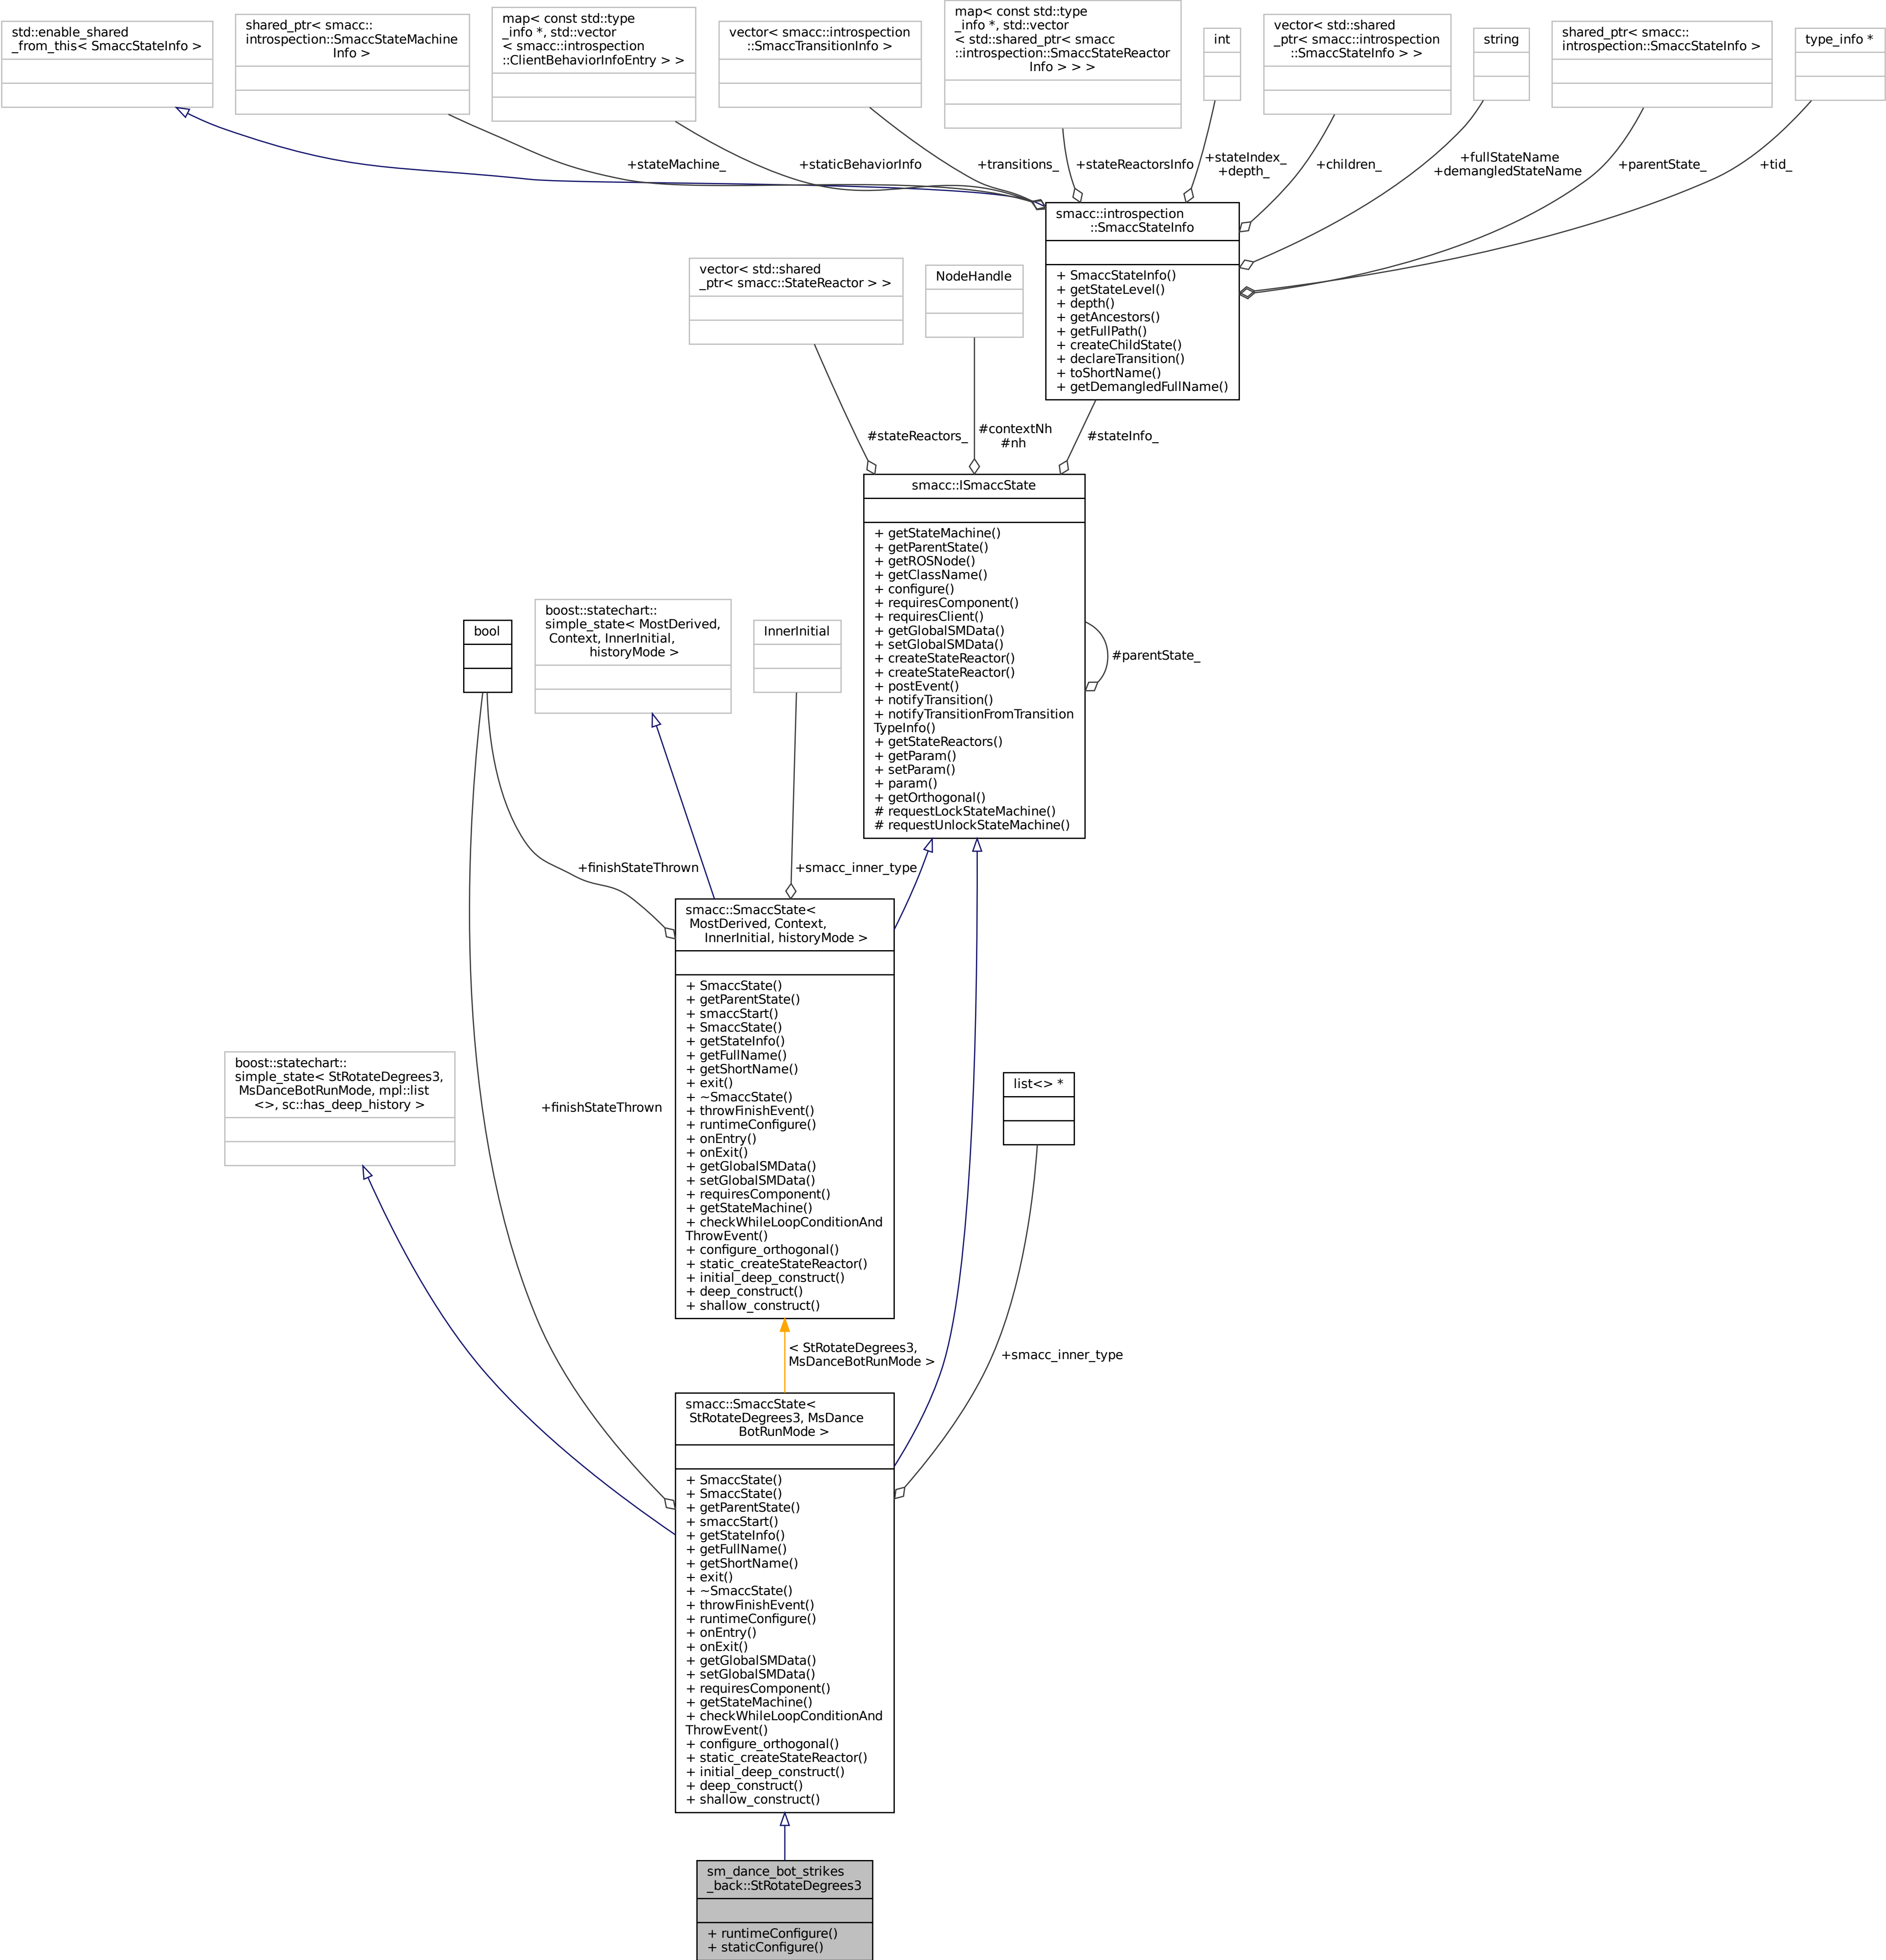 std::enable_shared
_from_this< SmaccStateInfo >
shared_ptr< smacc::
introspection::SmaccStateMachine
Info >
map< const std::type
_info *, std::vector
< smacc::introspection
::ClientBehaviorInfoEntry > >
vector< smacc::introspection
::SmaccTransitionInfo >
map< const std::type
_info *, std::vector
< std::shared_ptr< smacc
::introspection::SmaccStateReactor
Info > > >
int
vector< std::shared
_ptr< smacc::introspection
::SmaccStateInfo > >
string
shared_ptr< smacc::
introspection::SmaccStateInfo >
type_info *
+stateMachine_
+staticBehaviorInfo
+transitions_
+stateReactorsInfo
+stateIndex_
+depth_
+children_
+fullStateName
+demangledStateName
+parentState_
+tid_
smacc::introspection
::SmaccStateInfo
+ SmaccStateInfo()
+ getStateLevel()
+ depth()
+ getAncestors()
+ getFullPath()
+ createChildState()
+ declareTransition()
+ toShortName()
+ getDemangledFullName()
vector< std::shared
_ptr< smacc::StateReactor > >
NodeHandle
#stateReactors_
#contextNh
#nh
#stateInfo_
smacc::ISmaccState
+ getStateMachine()
+ getParentState()
+ getROSNode()
+ getClassName()
+ configure()
+ requiresComponent()
+ requiresClient()
+ getGlobalSMData()
+ setGlobalSMData()
+ createStateReactor()
+ createStateReactor()
+ postEvent()
+ notifyTransition()
+ notifyTransitionFromTransition
TypeInfo()
+ getStateReactors()
+ getParam()
+ setParam()
+ param()
+ getOrthogonal()
# requestLockStateMachine()
# requestUnlockStateMachine()
#parentState_
bool
boost::statechart::
simple_state< MostDerived,
Context, InnerInitial,
historyMode >
InnerInitial
+finishStateThrown
+smacc_inner_type
smacc::SmaccState<
MostDerived, Context,
InnerInitial, historyMode >
+ SmaccState()
+ getParentState()
+ smaccStart()
+ SmaccState()
+ getStateInfo()
+ getFullName()
+ getShortName()
+ exit()
+ ~SmaccState()
+ throwFinishEvent()
+ runtimeConfigure()
+ onEntry()
+ onExit()
+ getGlobalSMData()
+ setGlobalSMData()
+ requiresComponent()
+ getStateMachine()
+ checkWhileLoopConditionAnd
ThrowEvent()
+ configure_orthogonal()
+ static_createStateReactor()
+ initial_deep_construct()
+ deep_construct()
+ shallow_construct()
boost::statechart::
simple_state< StRotateDegrees3,
MsDanceBotRunMode, mpl::list
<>, sc::has_deep_history >
+finishStateThrown
list<> *
< StRotateDegrees3,
MsDanceBotRunMode >
+smacc_inner_type
smacc::SmaccState<
StRotateDegrees3, MsDance
BotRunMode >
+ SmaccState()
+ SmaccState()
+ getParentState()
+ smaccStart()
+ getStateInfo()
+ getFullName()
+ getShortName()
+ exit()
+ ~SmaccState()
+ throwFinishEvent()
+ runtimeConfigure()
+ onEntry()
+ onExit()
+ getGlobalSMData()
+ setGlobalSMData()
+ requiresComponent()
+ getStateMachine()
+ checkWhileLoopConditionAnd
ThrowEvent()
+ configure_orthogonal()
+ static_createStateReactor()
+ initial_deep_construct()
+ deep_construct()
+ shallow_construct()
sm_dance_bot_strikes
_back::StRotateDegrees3
+ runtimeConfigure()
+ staticConfigure()